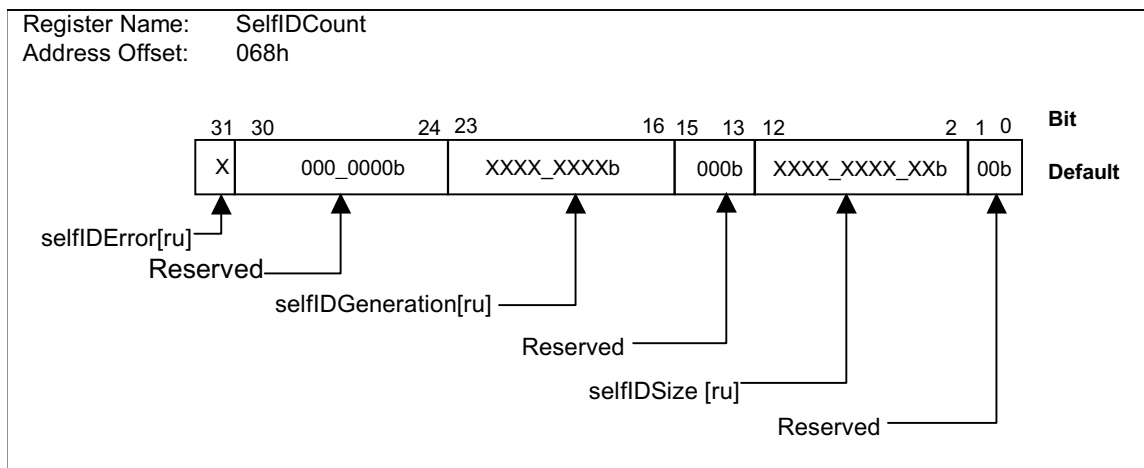 Register Name: SelfIDCount
Address Offset: 068h
31 30 24 23 16 15 13 12 2 1 0 Bit
X 000_0000b XXXX_XXXXb 000b XXXX_XXXX_XXb 00b Default
selfIDError[ru]
Reserved
selfIDGeneration[ru]
Reserved
selfIDSize [ru]
Reserved